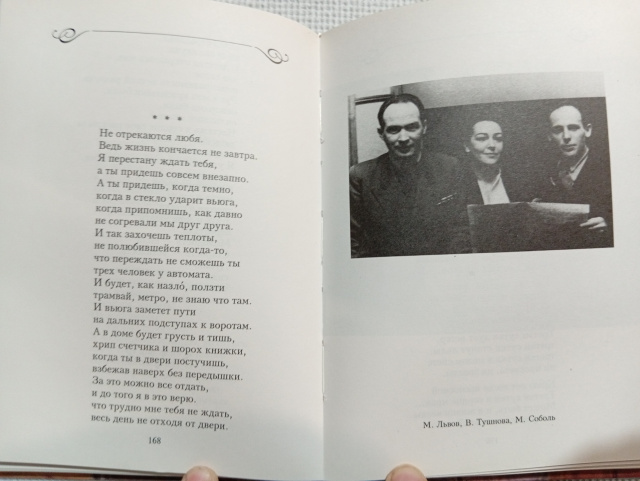 * * *
Не отрекаются любя.
Ведь жизнь кончается не завтра.
Я перестану ждать тебя,
а ты придешь совсем внезапно.
А ты придешь, когда темно,
когда в стекло ударит вьюга,
когда припомнишь, как давно
не согревали мы друг друга.
И так захочешь теплоты,
не полюбившейся когда-то,
что переждать не сможешь ты
трех человек у автомата.
И будет, как назло́, ползти
трамвай, метро, не знаю что там.
И вьюга заметет пути
на дальних подступах к воротам.
А в доме будет грусть и тишь,
хрип счетчика и шорох книжки,
когда ты в двери постучишь,
взбежав наверх без передышки.
За это можно все отдать,
и до того я в это верю.
что трудно мне тебя не ждать,
весь день не отходя от двери.
168
М. Львов, В. Тушнова, М. Соболь